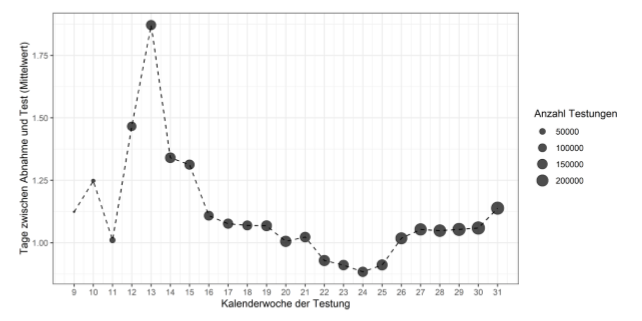 Tage zwischen Abnahme und Test (Mittelwert)
1.75
1.50
1.25
1.00
9 10 11 12 13 14 15 16 17 18 19 20 21 22 23 24 25 26 27 28 29 30 31
Kalenderwoche der Testung
Anzahl Testungen
50000
100000
150000
200000